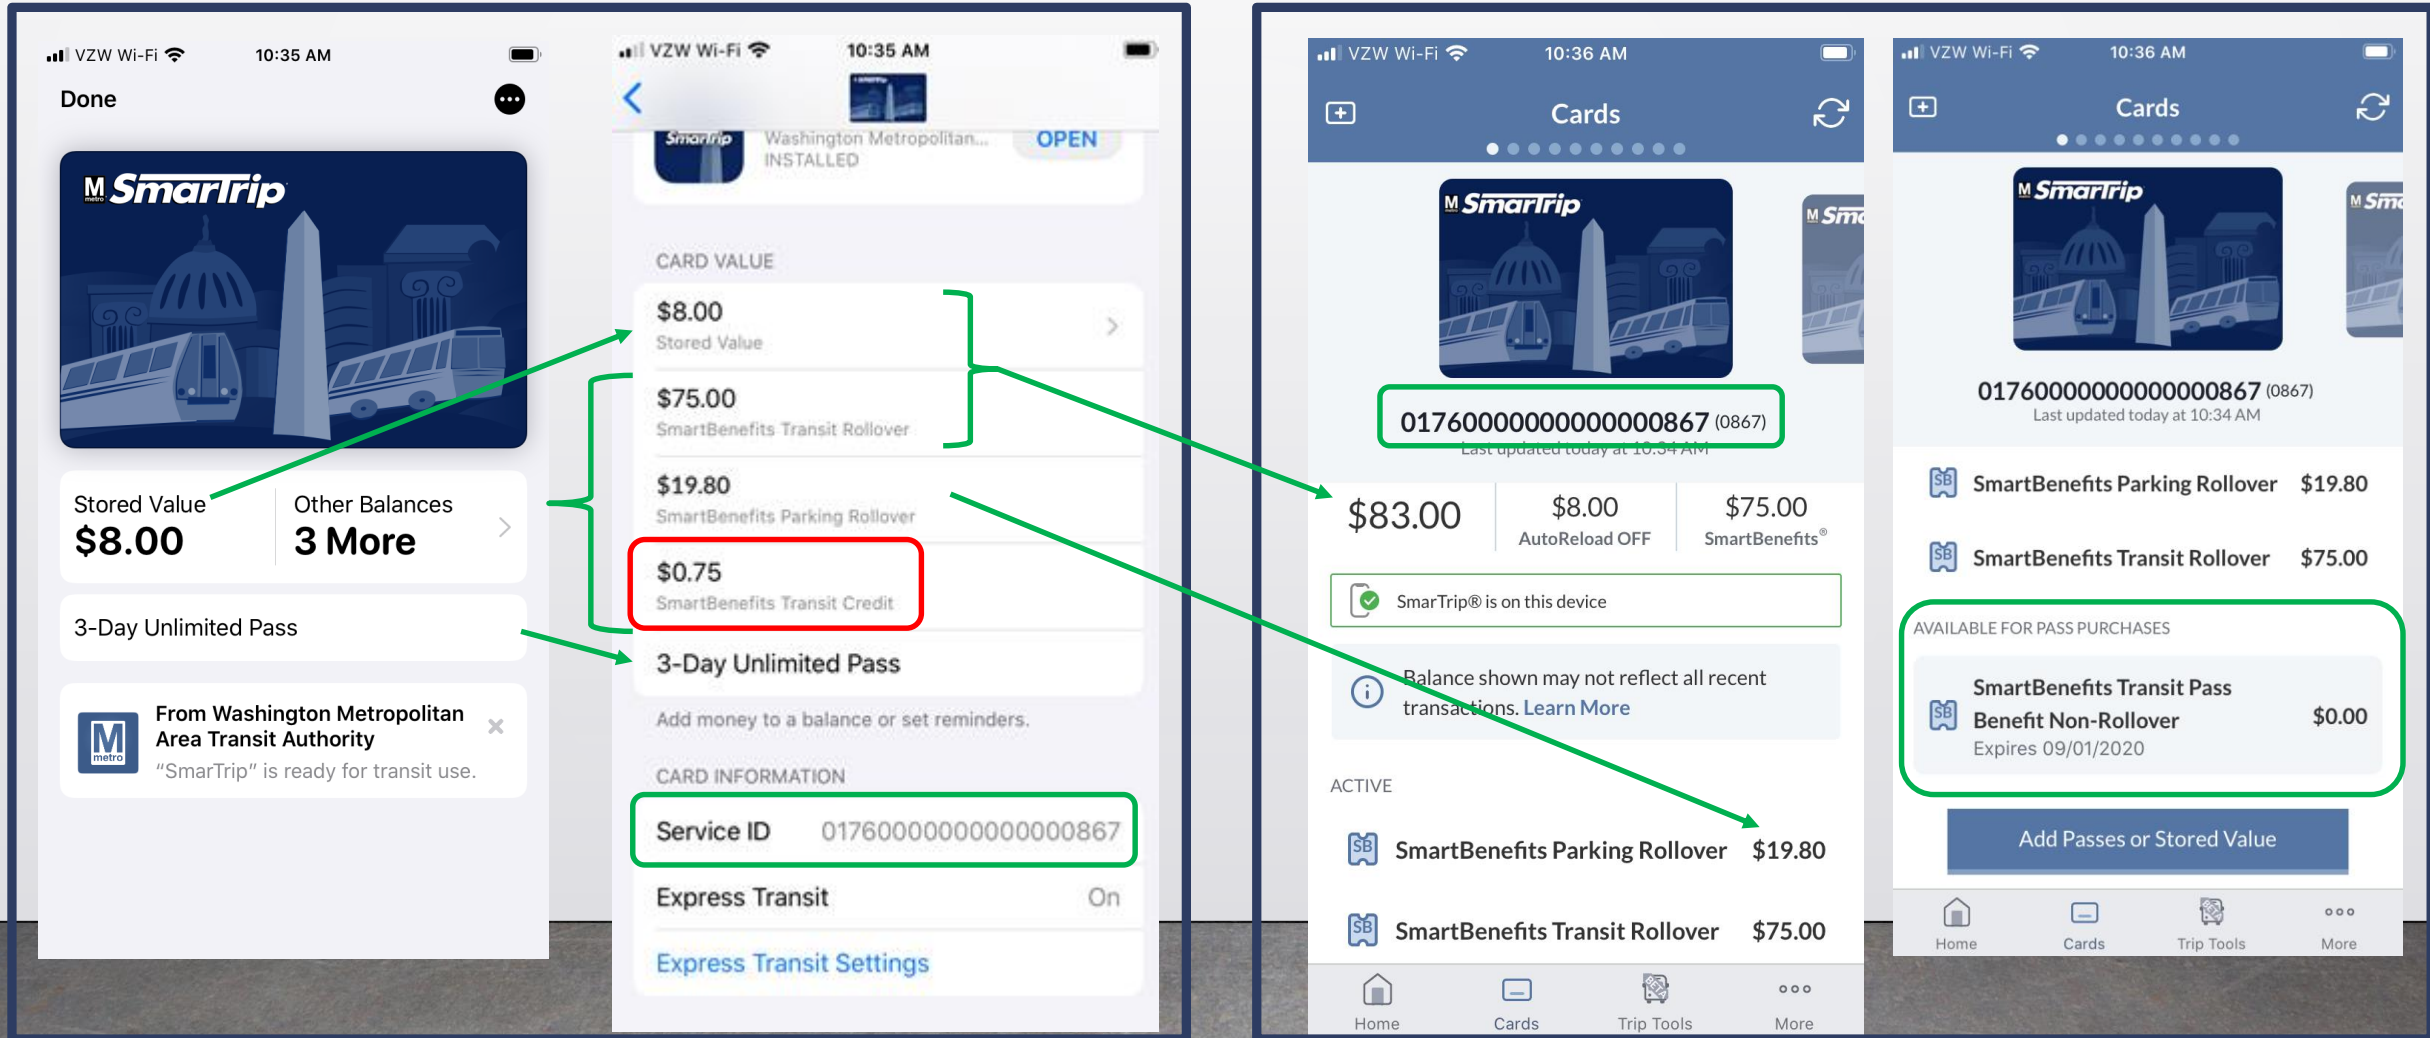 VZW Wi-Fi 10:35 AM
Done
M metro SmarTrip
Stored Value Other Balances
$8.00 3 More
3-Day Unlimited Pass
M metro
From Washington Metropolitan
Area Transit Authority
“SmarTrip” is ready for transit use.
VZW Wi-Fi 10:35 AM
SmarTrip
Washington Metropolitan...
INSTALLED
OPEN
CARD VALUE
$8.00
Stored Value
$75.00
SmartBenefits Transit Rollover
$19.80
SmartBenefits Parking Rollover
$0.75
SmartBenefits Transit Credit
3-Day Unlimited Pass
Add money to a balance or set reminders.
CARD INFORMATION
Service ID 01760000000000000867
Express Transit On
Express Transit Settings
VZW Wi-Fi 10:36 AM
Cards
M SmarTrip M Sm
01760000000000000867 (0867)
Last updated today at 10:34 AM
$83.00
$8.00
AutoReload OFF
$75.00
SmartBenefits®
SmarTrip® is on this device
Balance shown may not reflect all recent
transactions. Learn More
ACTIVE
SB SmartBenefits Parking Rollover $19.80
SB SmartBenefits Transit Rollover $75.00
Home Cards Trip Tools More
VZW Wi-Fi 10:36 AM
Cards
M SmarTrip M Sm
01760000000000000867 (0867)
Last updated today at 10:34 AM
SB SmartBenefits Parking Rollover $19.80
SB SmartBenefits Transit Rollover $75.00
AVAILABLE FOR PASS PURCHASES
SmartBenefits Transit Pass
SB Benefit Non-Rollover $0.00
Expires 09/01/2020
Add Passes or Stored Value
Home Cards Trip Tools More